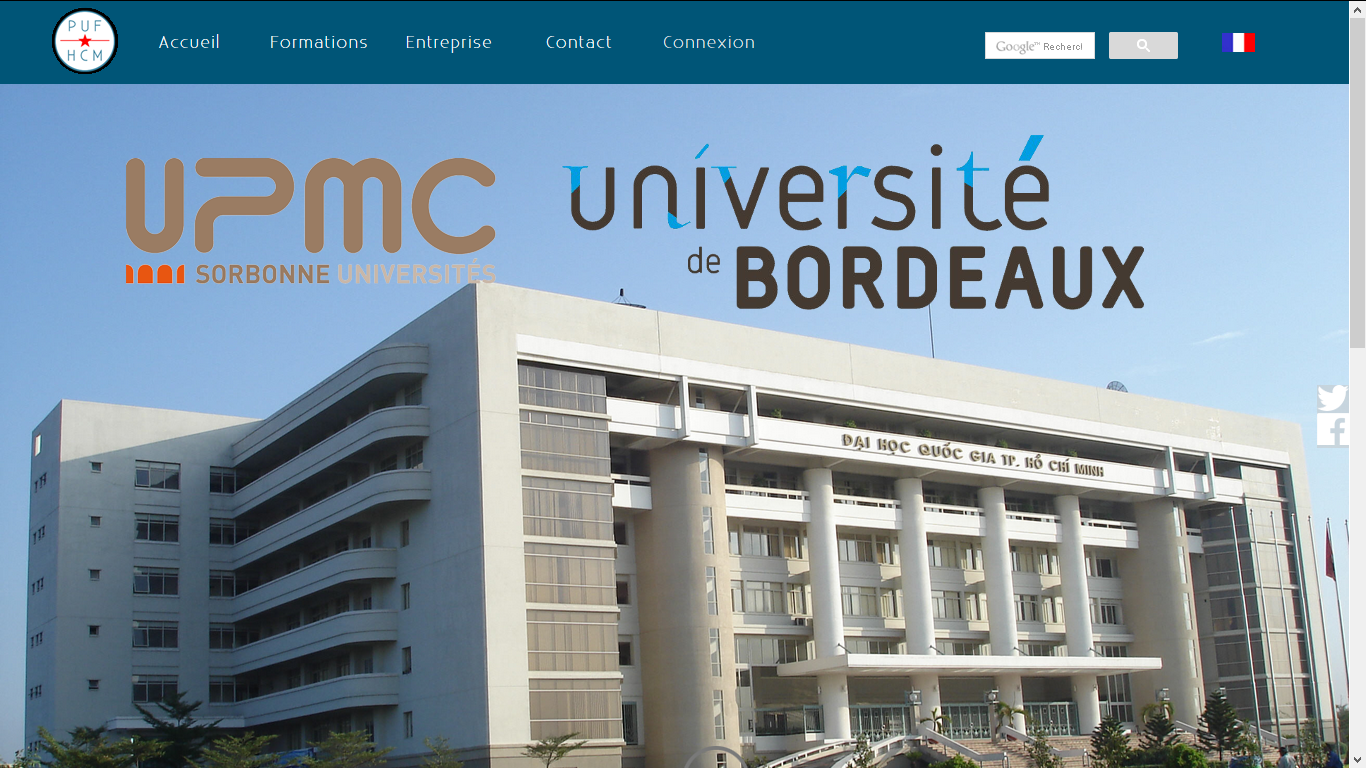 PUF
HCM
Accueil
Formations
Entreprise
Contact
Connexion
Google™ Rechercl
UPMC
SORBONNE UNIVERSITÉS
université
de BORDEAUX
ĐẠI HỌC QUỐC GIA TP. HỒ CHÍ MINH